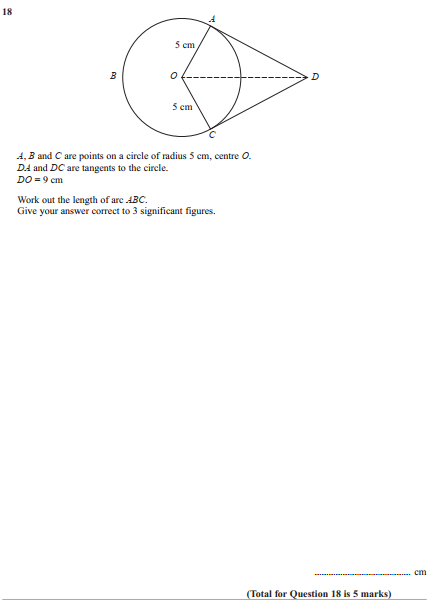 18
A
5 cm
B
O
D
5 cm
C
A, B and C are points on a circle of radius 5 cm, centre O.
DA and DC are tangents to the circle.
DO = 9 cm
Work out the length of arc ABC.
Give your answer correct to 3 significant figures.
.......................................... cm
(Total for Question 18 is 5 marks)